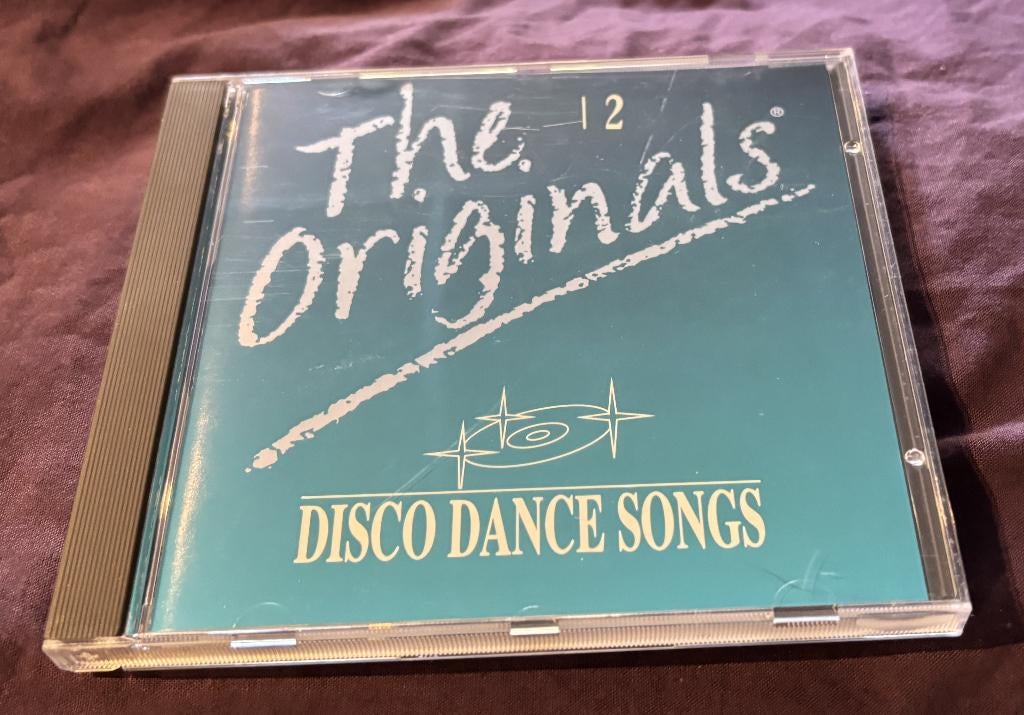 12
The
Originals®
DISCO DANCE SONGS